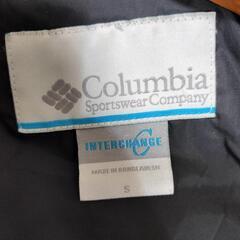 Columbia
Sportswear Company
INTERCHANGE
MADE IN BANGLADESH
S